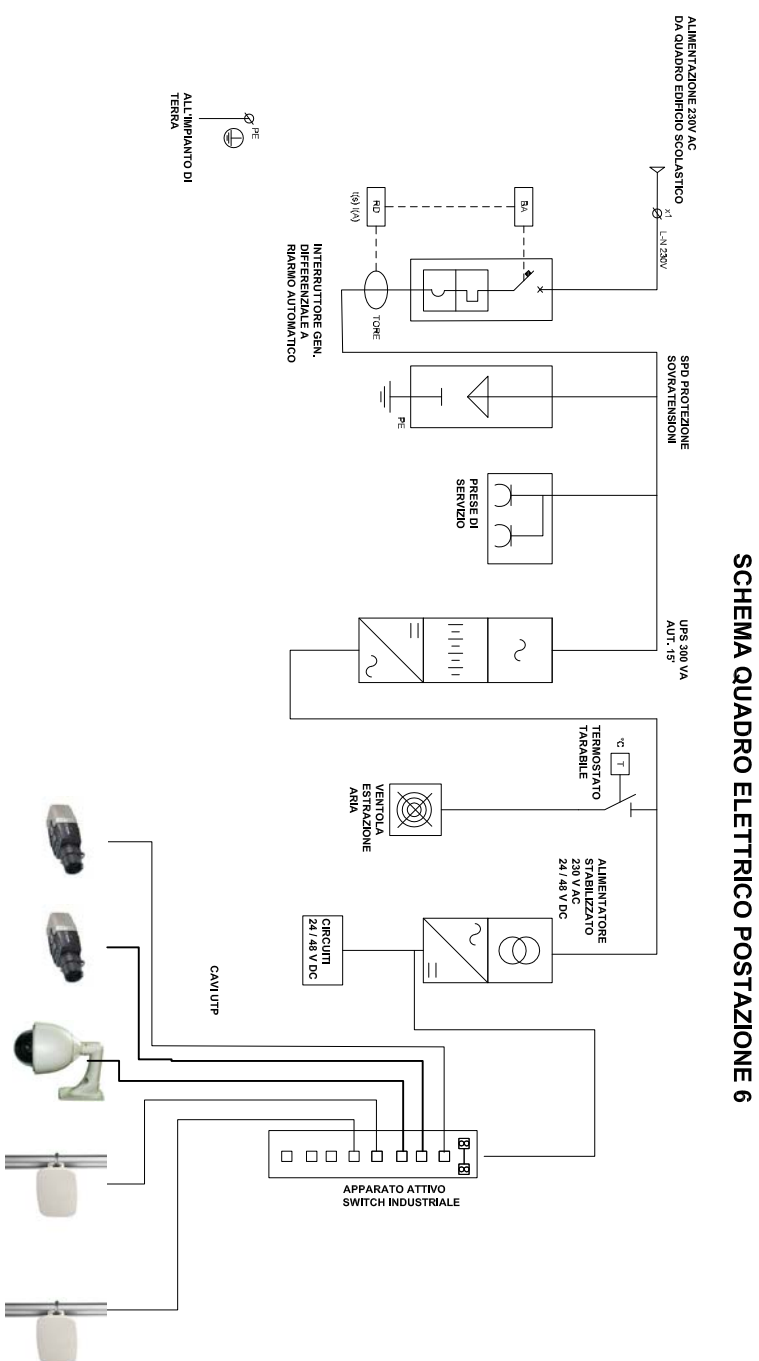 SCHEMA QUADRO ELETTRICO POSTAZIONE 6
ALIMENTAZIONE 230V AC
DA QUADRO EDIFICIO SCOLASTICO
x1
L-N 230V
BA
RD
t(s) I(A)
TORE
INTERRUTTORE GEN.
DIFFERENZIALE A
RIARMO AUTOMATICO
PE
ALL'IMPIANTO DI
TERRA
SPD PROTEZIONE
SOVRATENSIONI
PE
PRESE DI
SERVIZIO
UPS 300 VA
AUT. 15'
°C
T
TERMOSTATO
TARABILE
VENTOLA
ESTRAZIONE
ARIA
ALIMENTATORE
STABILIZZATO
230 V AC
24 / 48 V DC
CIRCUITI
24 / 48 V DC
CAVI UTP
APPARATO ATTIVO
SWITCH INDUSTRIALE